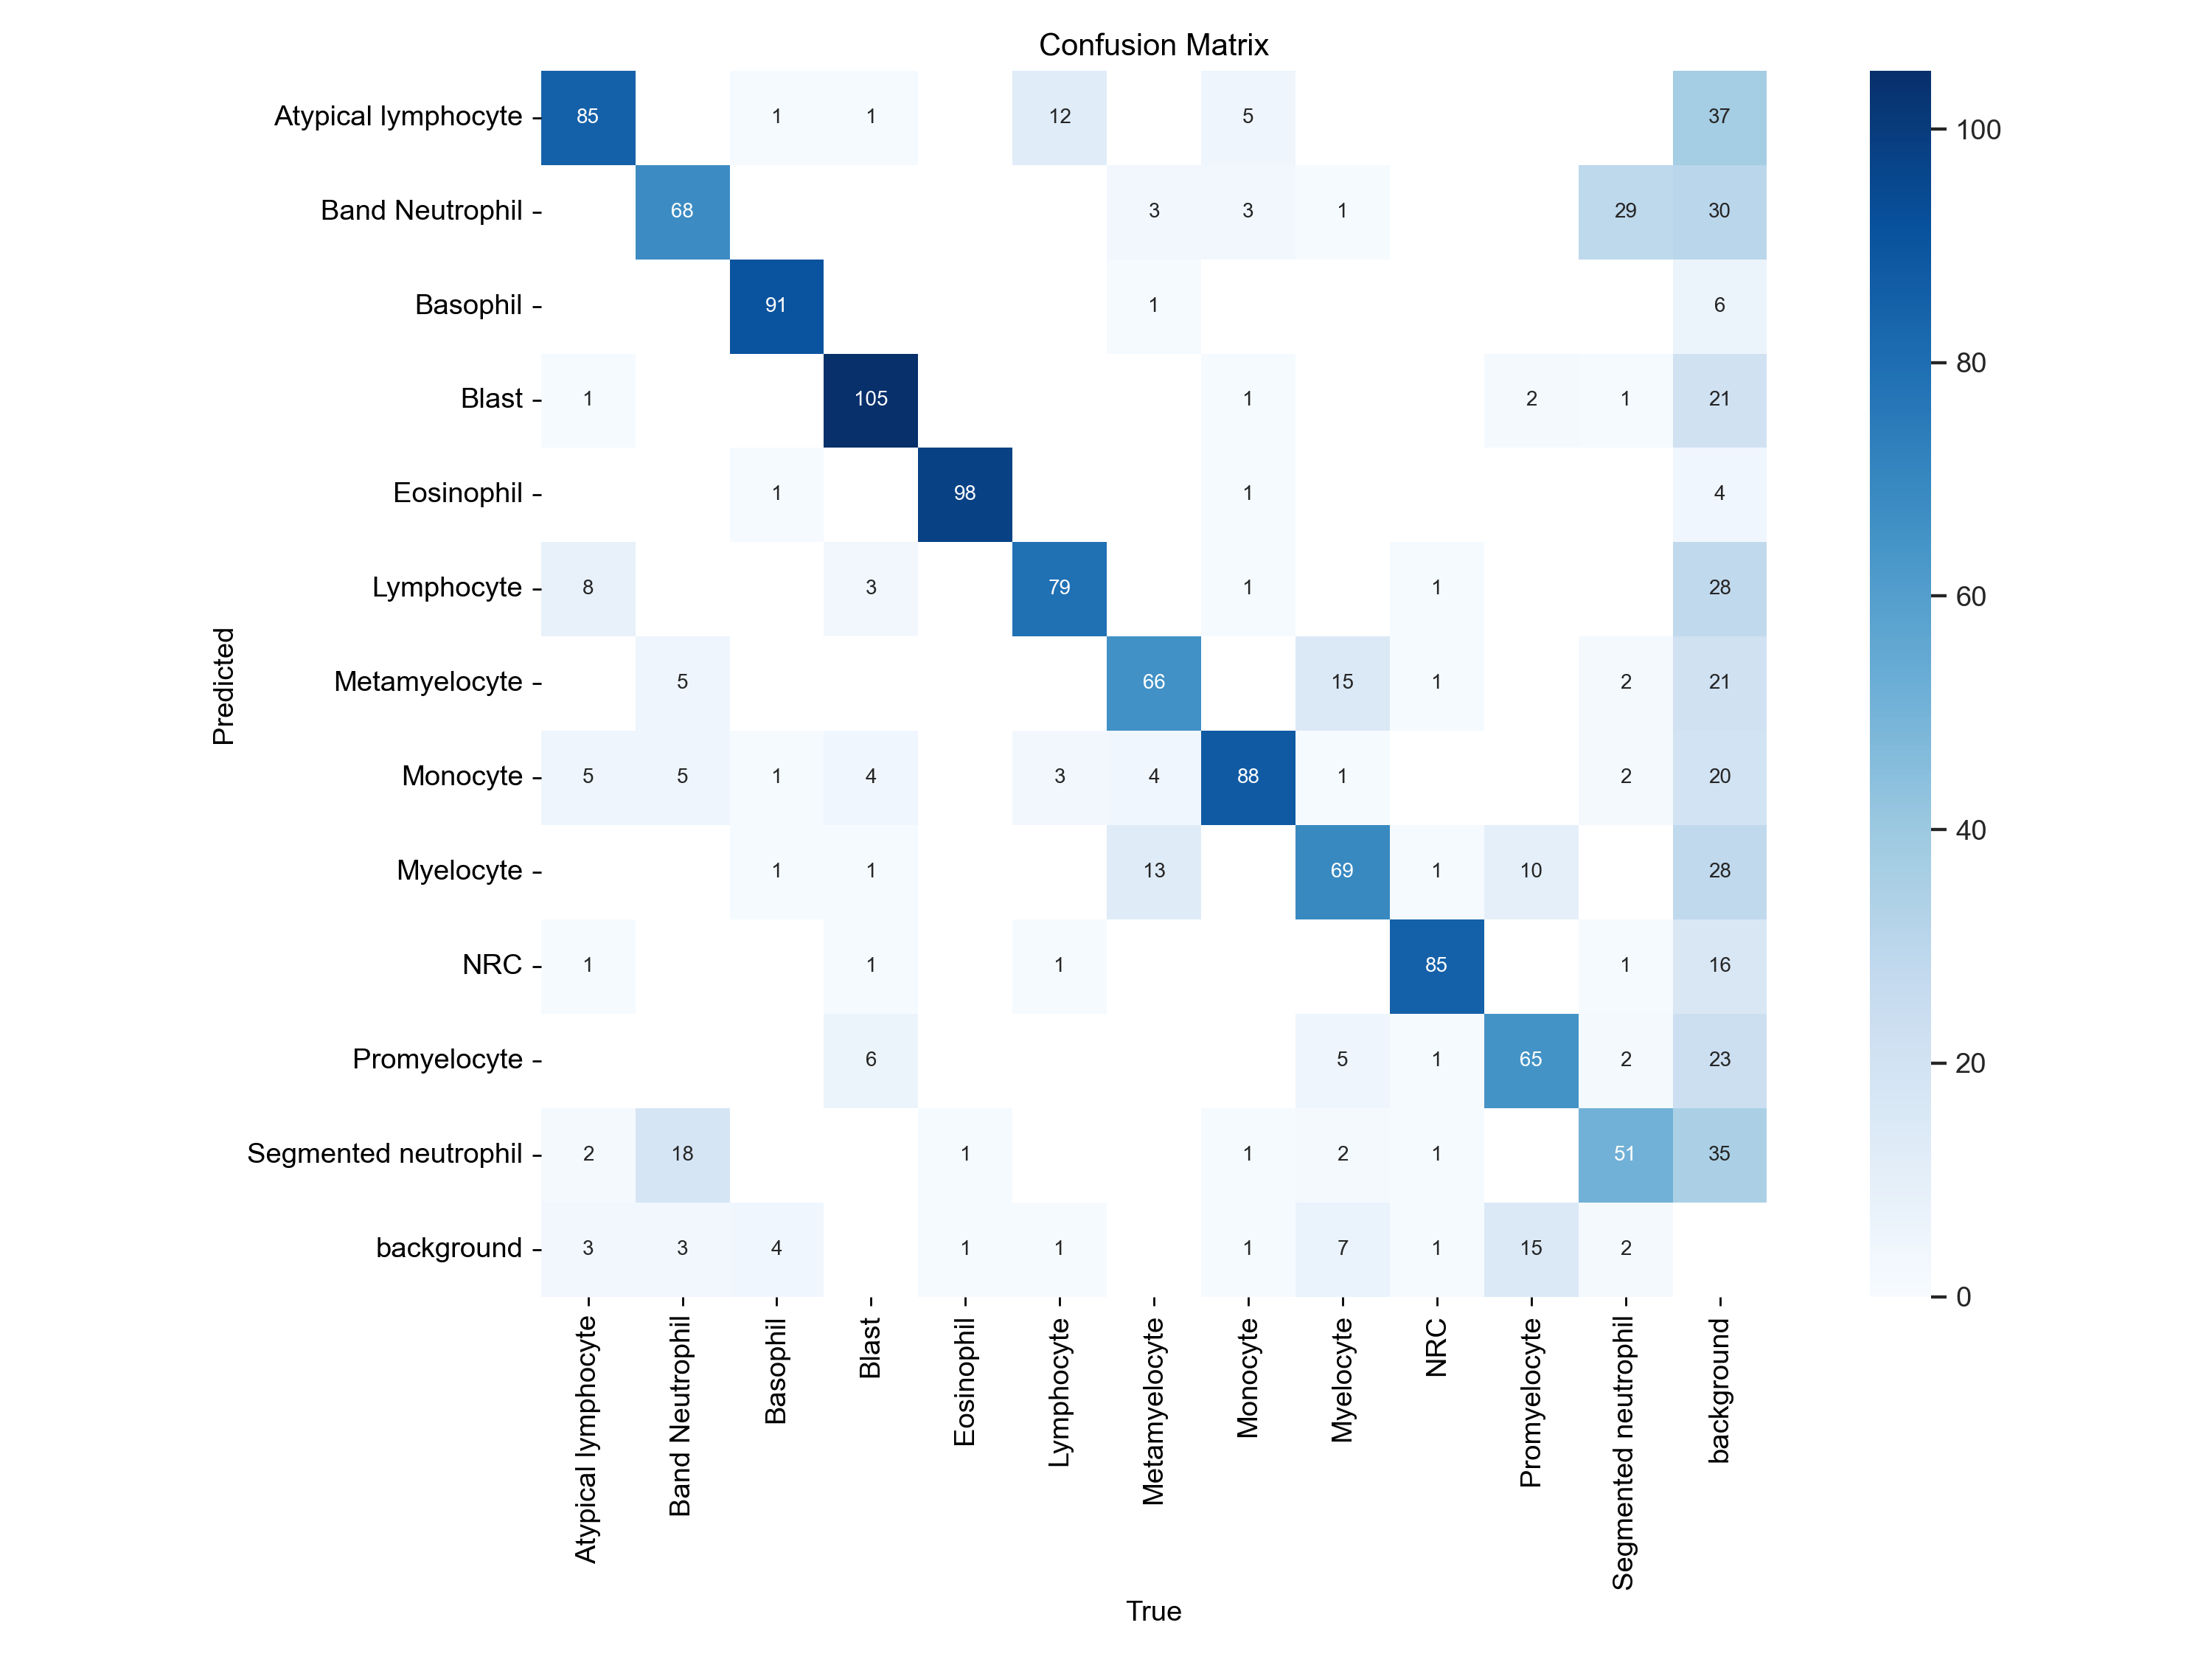 Confusion Matrix
Atypical lymphocyte 85 1 1 12 5 37
Band Neutrophil 68 3 3 1 29 30
Basophil 91 1 6
Blast 1 105 1 2 1 21
Eosinophil 1 98 1 4
Lymphocyte 8 3 79 1 1 28
Metamyelocyte 5 66 15 1 2 21
Monocyte 5 5 1 4 3 4 88 1 2 20
Myelocyte 1 1 13 69 1 10 28
NRC 1 1 1 85 1 16
Promyelocyte 6 5 1 65 2 23
Segmented neutrophil 2 18 1 1 2 1 51 35
background 3 3 4 1 1 1 7 1 15 2
Predicted
Atypical lymphocyte
Band Neutrophil
Basophil
Blast
Eosinophil
Lymphocyte
Metamyelocyte
Monocyte
Myelocyte
NRC
Promyelocyte
Segmented neutrophil
background
True
100
80
60
40
20
0